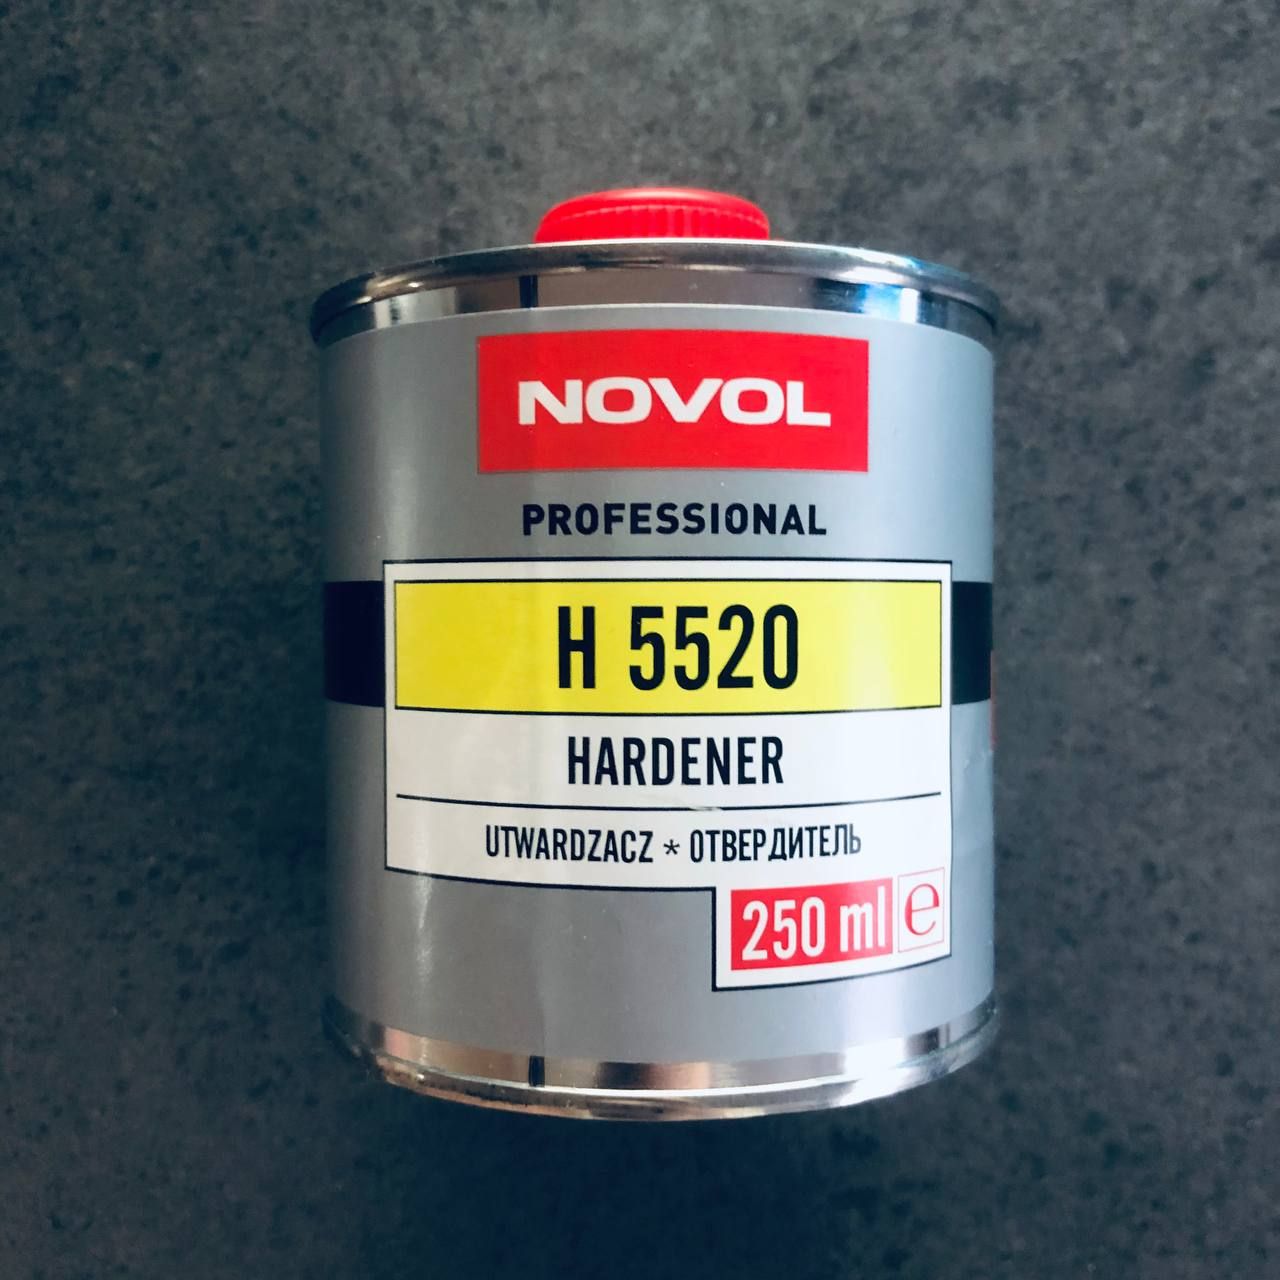 NOVOL
PROFESSIONAL
H 5520
HARDENER
UTWARDZACZ * ОТВЕРДИТЕЛЬ
250 ml e